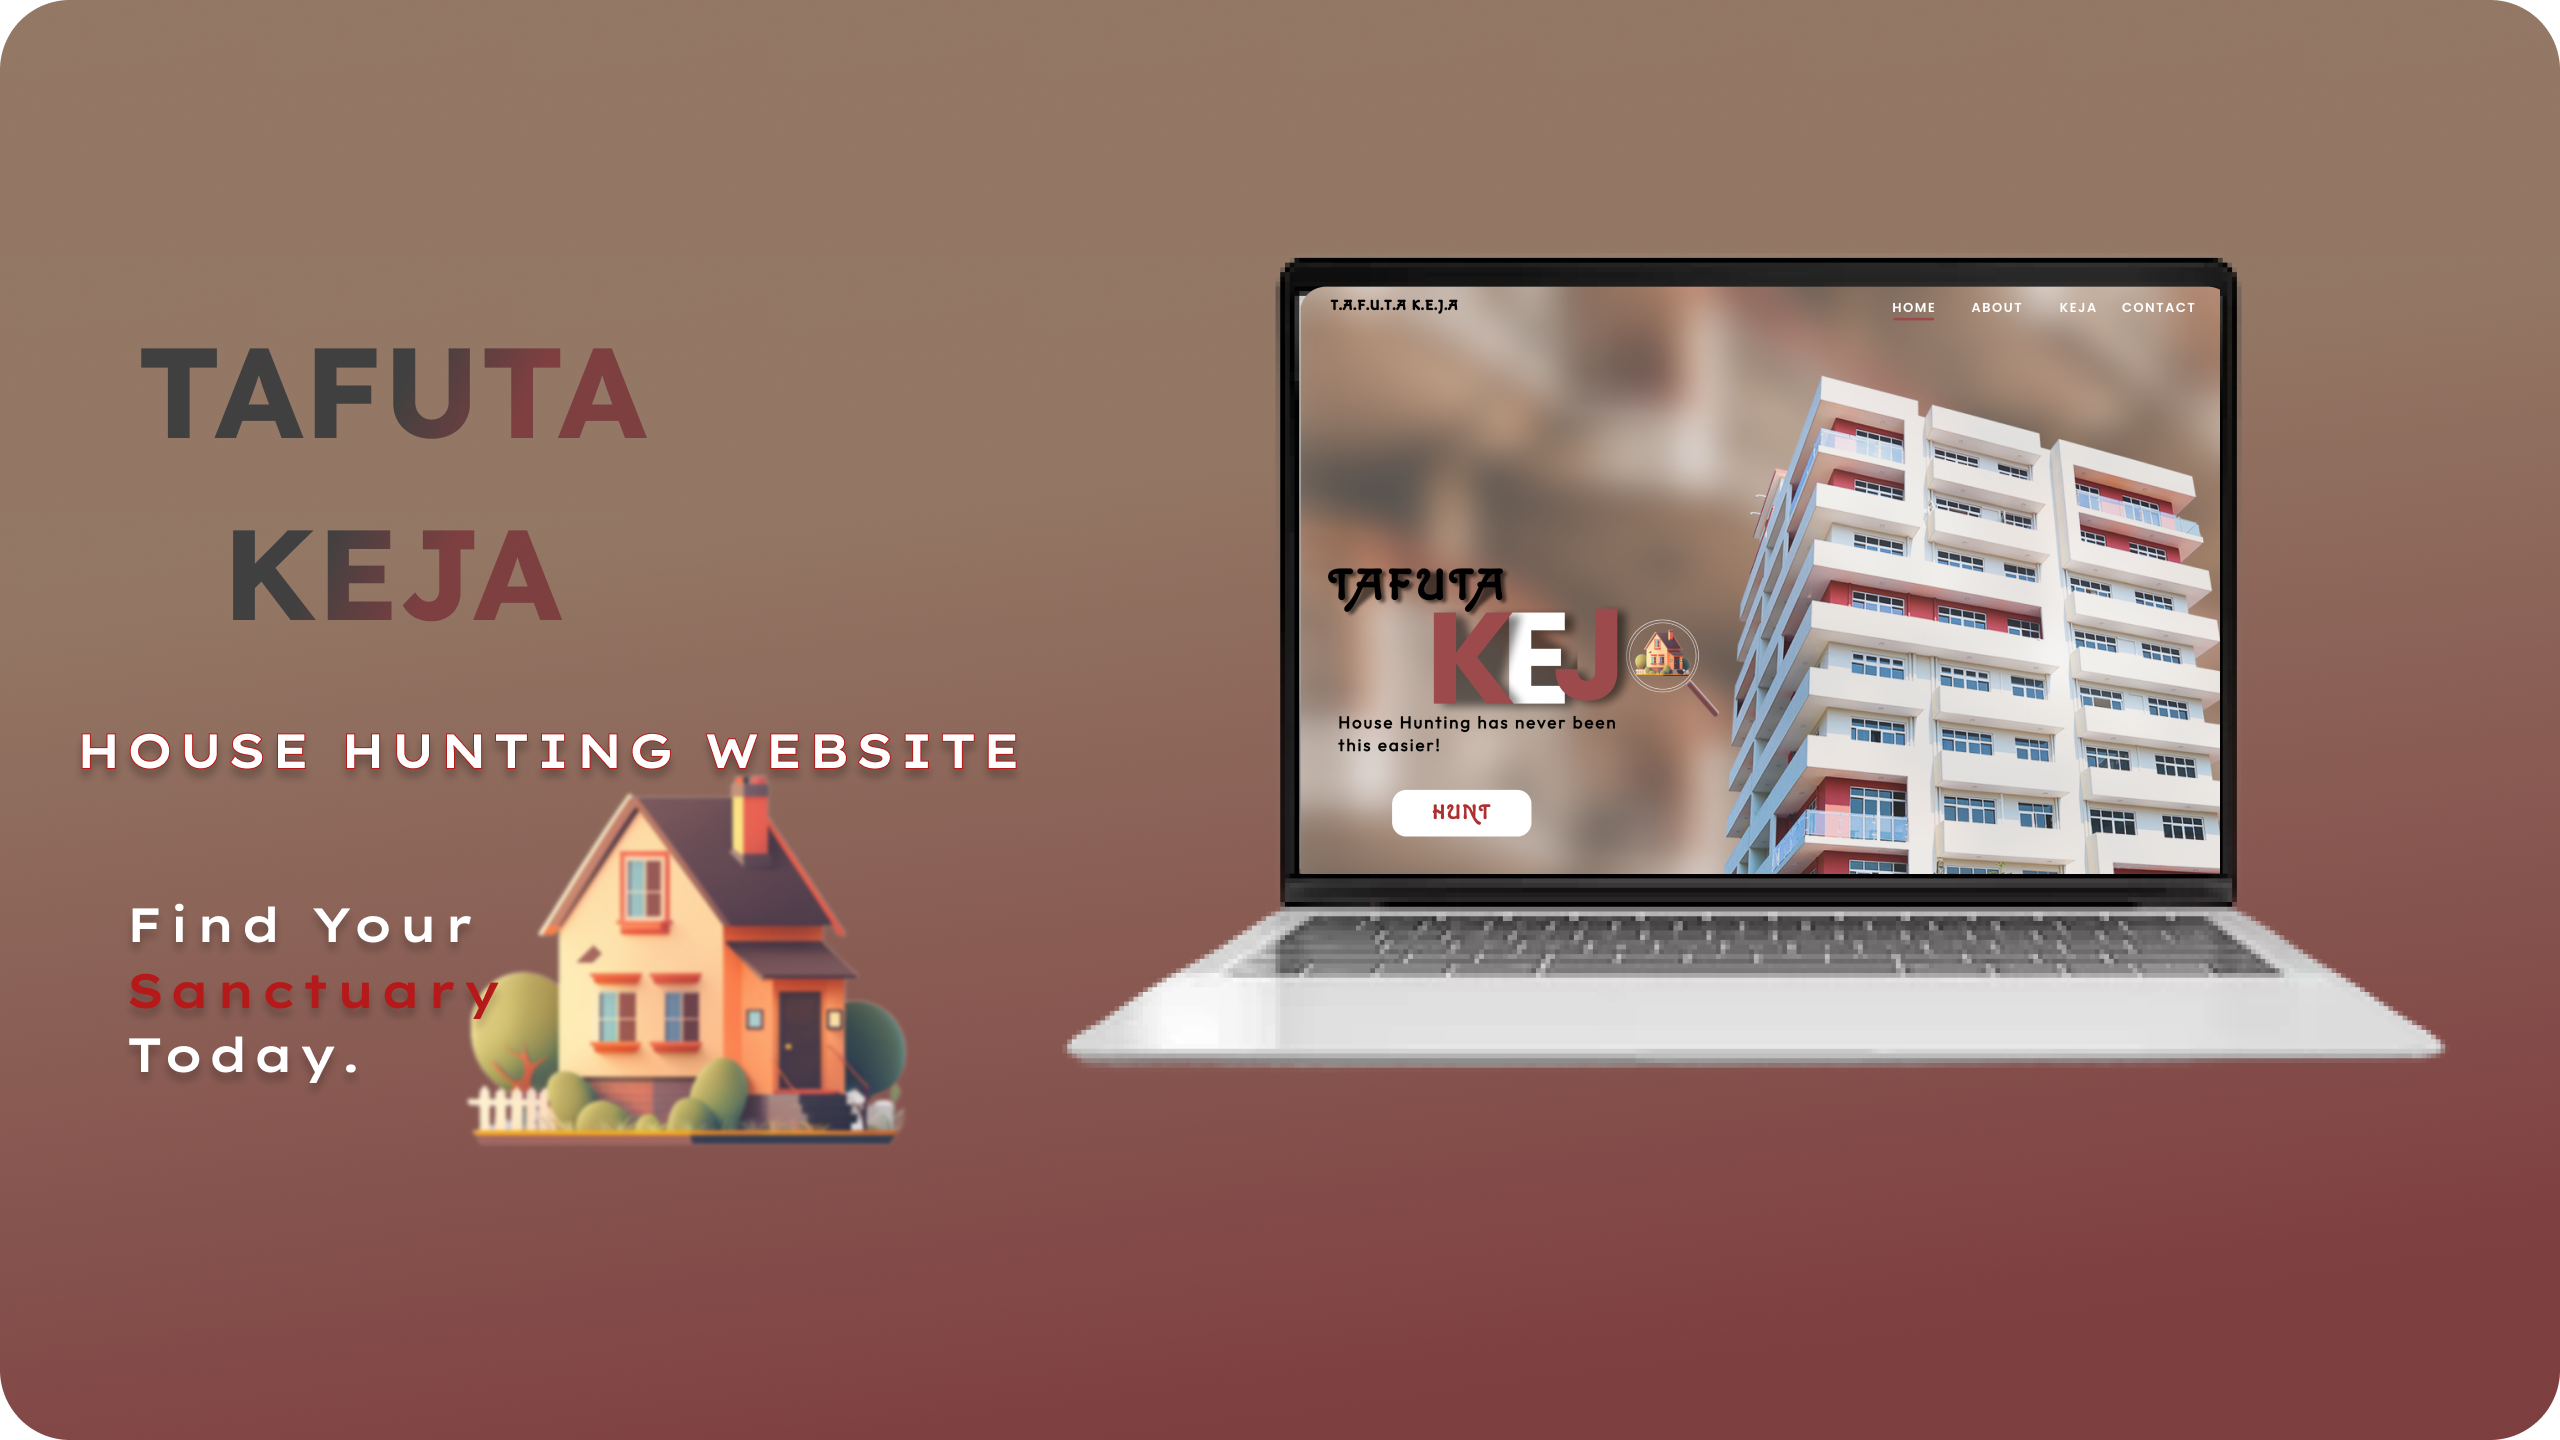 TAFUTA
KEJA
HOUSE HUNTING WEBSITE
Find Your
Sanctuary
Today.
T.A.F.U.T.A K.E.J.A
HOME ABOUT KEJA CONTACT
TAFUTA
KEJ
House Hunting has never been
this easier!
HUNT